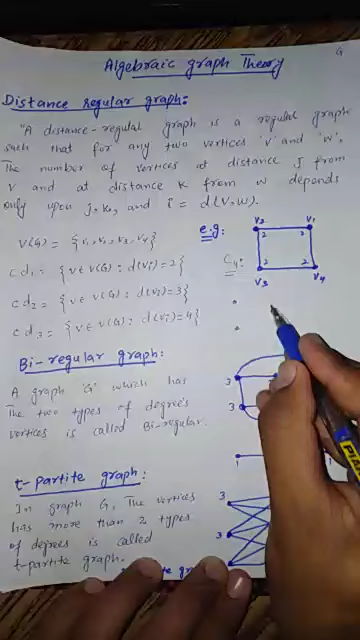 Algebraic graph Theory
Distance regular graph:
"A distance-regular graph is a regular graph
such that for any two vertices 'v' and 'w',
The number of vertices at distance J from
v and at distance k from w depends
only upon j, k, and i = d(v,w).
V(G) = {v₁, v₂, v₃, v₄}
cd₁ = {v∈V(G) : d(vᵢ)=2}
cd₂ = {v∈V(G) : d(vᵢ)=3}
cd₃ = {v∈V(G) : d(vᵢ)=4}
e.g:
C₄:
v₂ v₁
2 2
2 2
v₃ v₄
Bi-regular graph:
A graph 'G' which has
The two types of degree's
vertices is called Bi-regular.
3
3
1
t-partite graph:
In graph G, The vertices
has more than 2 types
of degrees is called
t-partite graph.
3
3